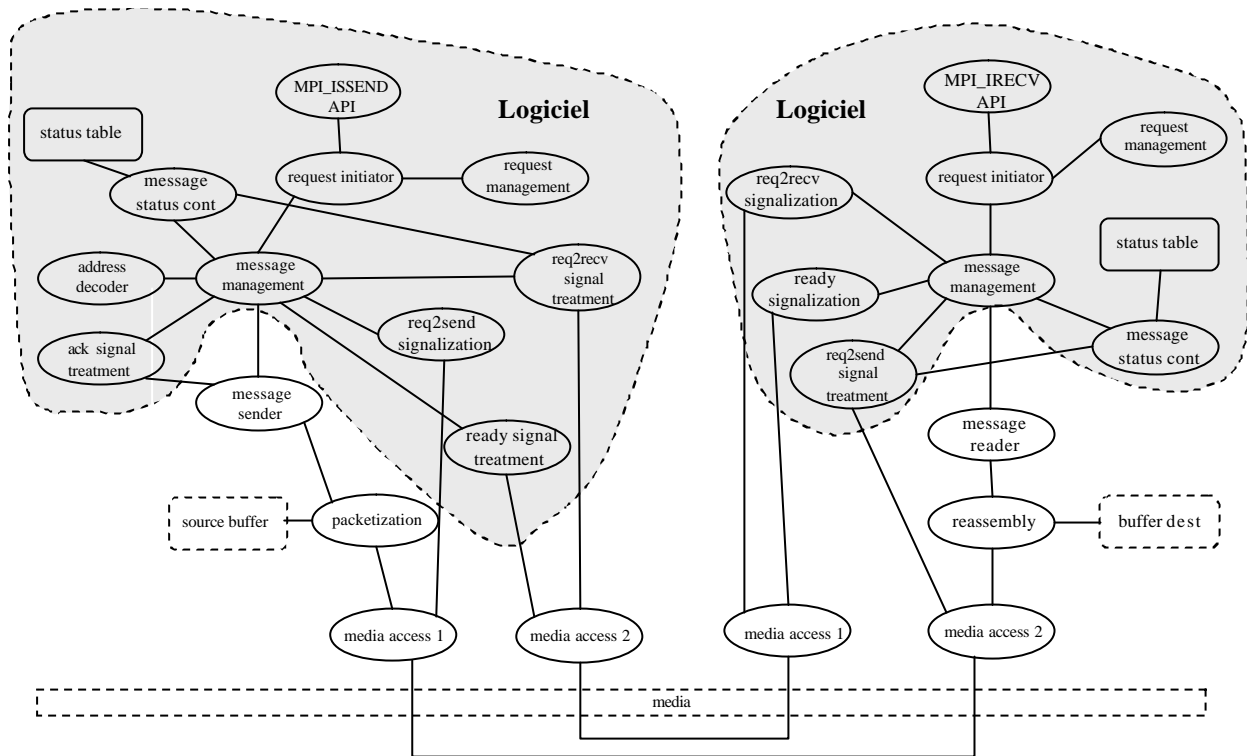 MPI_ISSEND
API
Logiciel
status table
request initiator
request
management
message
status cont
address
decoder
message
management
req2recv
signal
treatment
req2send
signalization
ack signal
treatment
message
sender
ready signal
treatment
source buffer
packetization
media access 1
media access 2
Logiciel
MPI_IRECV
API
request
management
req2recv
signalization
request initiator
status table
ready
signalization
message
management
req2send
signal
treatment
message
status cont
message
reader
reassembly
buffer dest
media access 1
media access 2
media